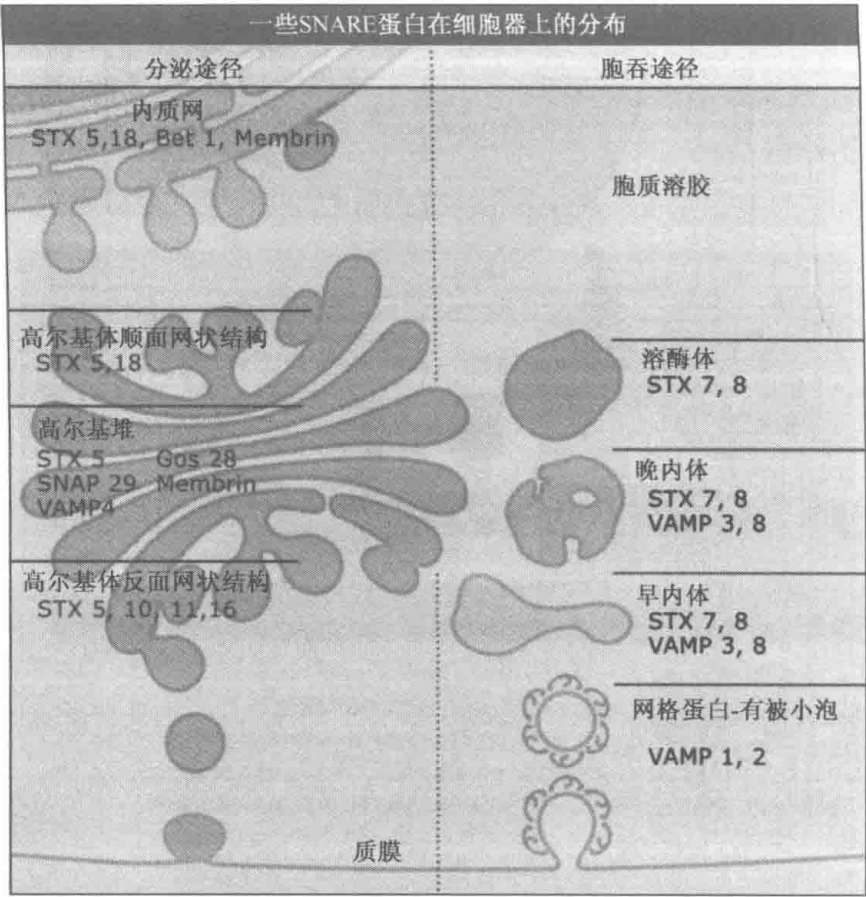 一些SNARE蛋白在细胞器上的分布
分泌途径
内质网
STX 5,18, Bet 1, Membrin
高尔基体顺面网状结构
STX 5,18
高尔基堆
STX 5 Gos 28
SNAP 29 Membrin
VAMP4
高尔基体反面网状结构
STX 5, 10, 11,16
质膜
胞吞途径
胞质溶胶
溶酶体
STX 7, 8
晚内体
STX 7, 8
VAMP 3, 8
早内体
STX 7, 8
VAMP 3, 8
网格蛋白-有被小泡
VAMP 1, 2